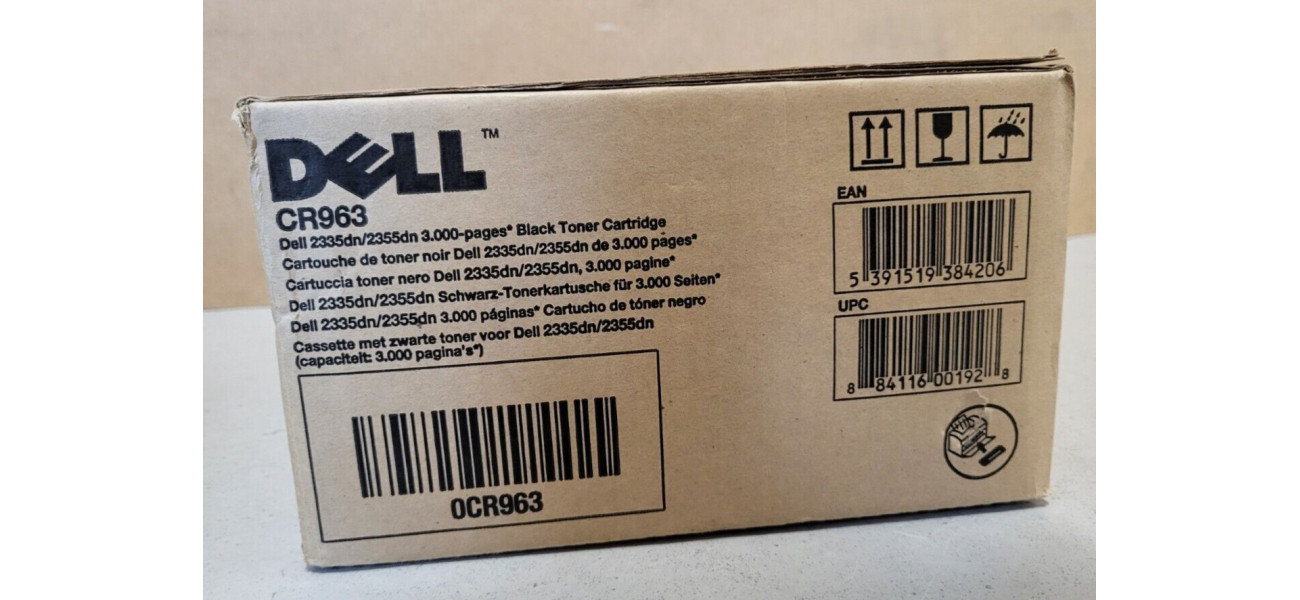 DELL™
CR963
Dell 2335dn/2355dn 3.000-pages* Black Toner Cartridge
Cartouche de toner noir Dell 2335dn/2355dn de 3.000 pages*
Cartuccia toner nero Dell 2335dn/2355dn, 3.000 pagine*
Dell 2335dn/2355dn Schwarz-Tonerkartusche für 3.000 Seiten*
Dell 2335dn/2355dn 3.000 páginas* Cartucho de tóner negro
Cassette met zwarte toner voor Dell 2335dn/2355dn
(capaciteit: 3.000 pagina's*)
0CR963
EAN
5 391519 384206
UPC
8 84116 00192 8